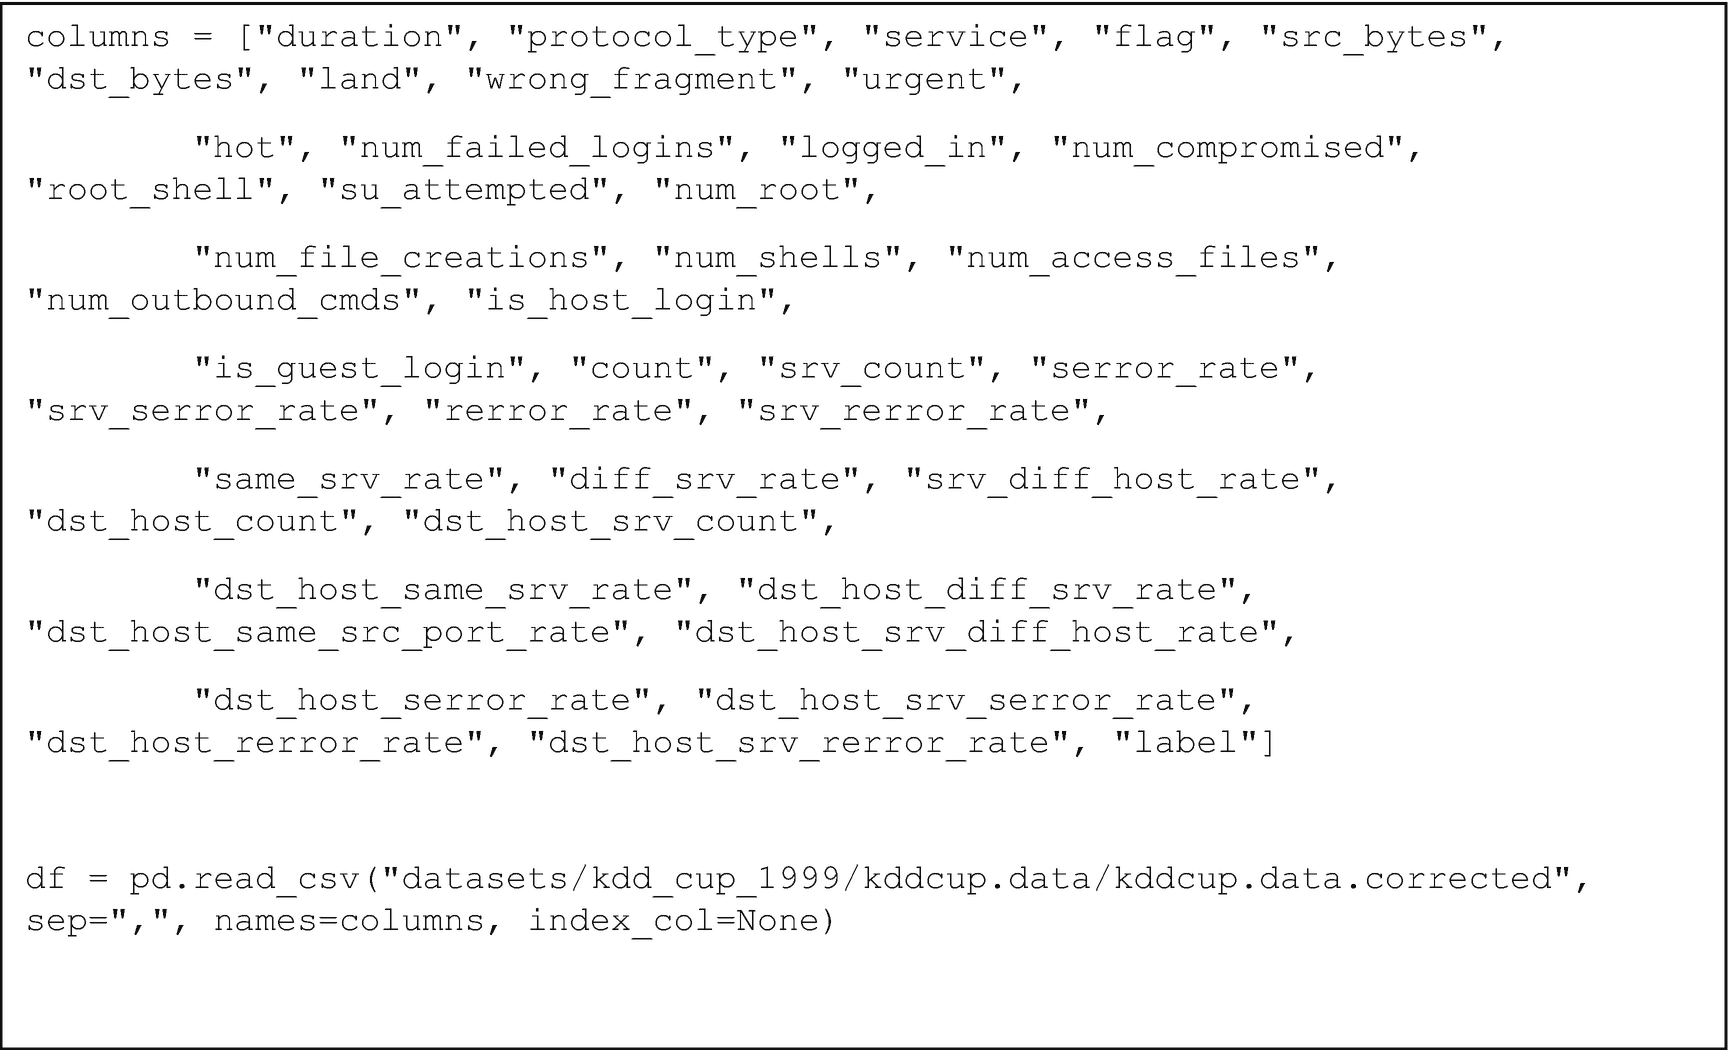 columns = ["duration", "protocol_type", "service", "flag", "src_bytes",
"dst_bytes", "land", "wrong_fragment", "urgent",
"hot", "num_failed_logins", "logged_in", "num_compromised",
"root_shell", "su_attempted", "num_root",
"num_file_creations", "num_shells", "num_access_files",
"num_outbound_cmds", "is_host_login",
"is_guest_login", "count", "srv_count", "serror_rate",
"srv_serror_rate", "rerror_rate", "srv_rerror_rate",
"same_srv_rate", "diff_srv_rate", "srv_diff_host_rate",
"dst_host_count", "dst_host_srv_count",
"dst_host_same_srv_rate", "dst_host_diff_srv_rate",
"dst_host_same_src_port_rate", "dst_host_srv_diff_host_rate",
"dst_host_serror_rate", "dst_host_srv_serror_rate",
"dst_host_rerror_rate", "dst_host_srv_rerror_rate", "label"]
df = pd.read_csv("datasets/kdd_cup_1999/kddcup.data/kddcup.data.corrected",
sep=",", names=columns, index_col=None)